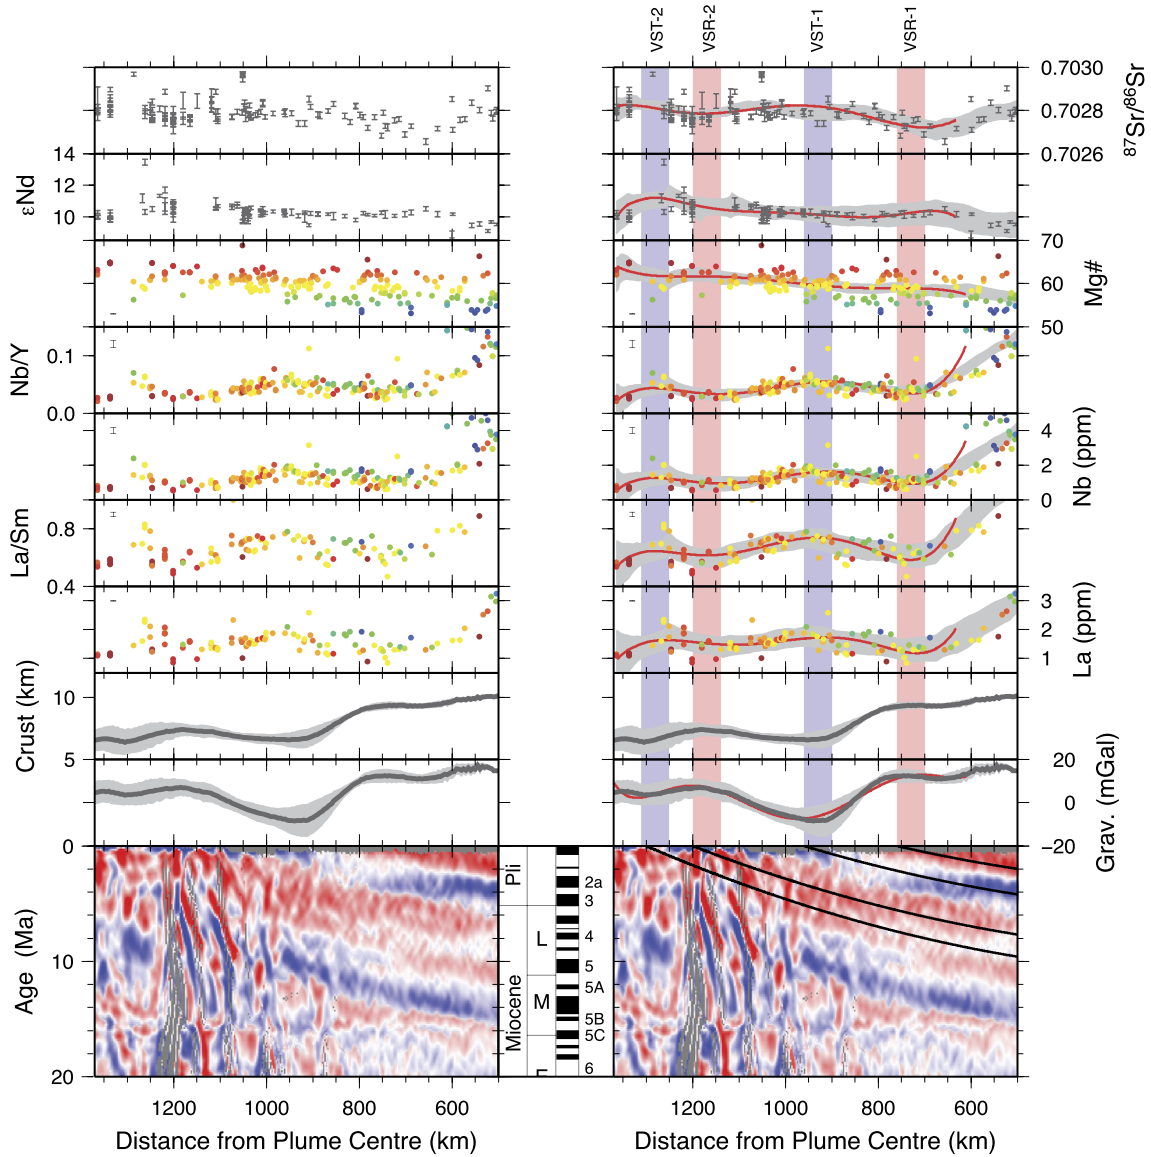 VST-2
VSR-2
VST-1
VSR-1
0.7030
0.7028
0.7026
87Sr/86Sr
14
12
10
εNd
70
60
50
Mg#
0.1
0.0
Nb/Y
4
2
0
Nb (ppm)
0.8
0.4
La/Sm
3
2
1
La (ppm)
10
5
Crust (km)
20
0
−20
Grav. (mGal)
0
10
20
Age (Ma)
Pli
L
M
Miocene
2a
3
4
5
5A
5B
5C
6
1200 1000 800 600
1200 1000 800 600
Distance from Plume Centre (km)
Distance from Plume Centre (km)